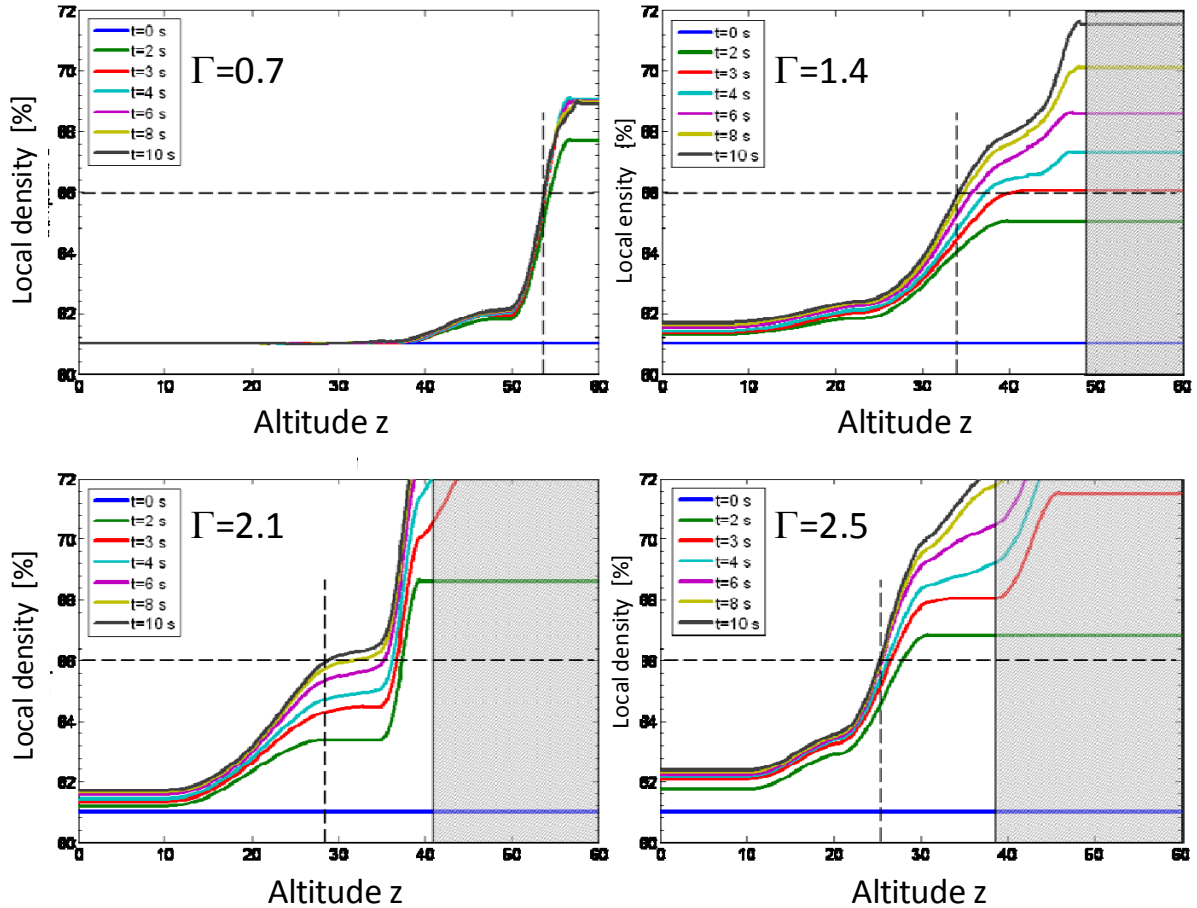 72
70
68
66
64
62
60
t=0 s
t=2 s
t=3 s
t=4 s
t=6 s
t=8 s
t=10 s
Γ=0.7
Local density [%]
0 10 20 30 40 50 60
Altitude z
72
70
68
66
64
62
60
t=0 s
t=2 s
t=3 s
t=4 s
t=6 s
t=8 s
t=10 s
Γ=1.4
Local ensity [%]
0 10 20 30 40 50 60
Altitude z
72
70
68
66
64
62
60
t=0 s
t=2 s
t=3 s
t=4 s
t=6 s
t=8 s
t=10 s
Γ=2.1
Local density [%]
0 10 20 30 40 50 60
Altitude z
72
70
68
66
64
62
60
t=0 s
t=2 s
t=3 s
t=4 s
t=6 s
t=8 s
t=10 s
Γ=2.5
Local density [%]
0 10 20 30 40 50 60
Altitude z